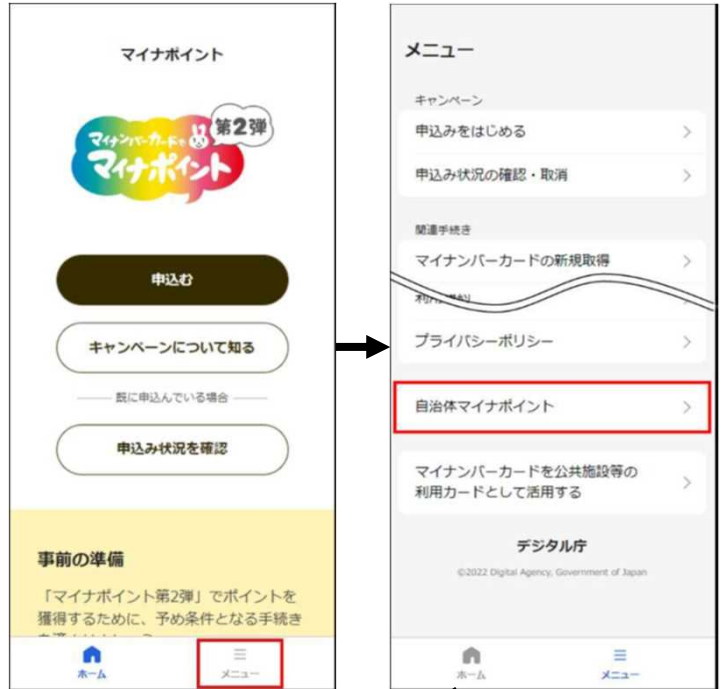 マイナポイント
第2弾
マイナンバーカードで
マイナポイント
申込む
キャンペーンについて知る
既に申込んでいる場合
申込み状況を確認
事前の準備
「マイナポイント第2弾」でポイントを
獲得するために、予め条件となる手続き
ホーム
メニュー
メニュー
キャンペーン
申込みをはじめる
申込み状況の確認・取消
関連手続き
マイナンバーカードの新規取得
プライバシーポリシー
自治体マイナポイント
マイナンバーカードを公共施設等の
利用カードとして活用する
デジタル庁
©2022 Digital Agency, Government of Japan
ホーム
メニュー